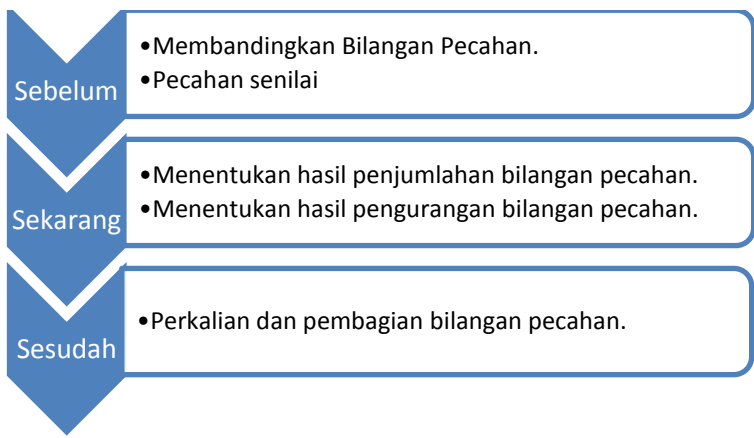 Sebelum
•Membandingkan Bilangan Pecahan.
•Pecahan senilai
Sekarang
•Menentukan hasil penjumlahan bilangan pecahan.
•Menentukan hasil pengurangan bilangan pecahan.
Sesudah
•Perkalian dan pembagian bilangan pecahan.